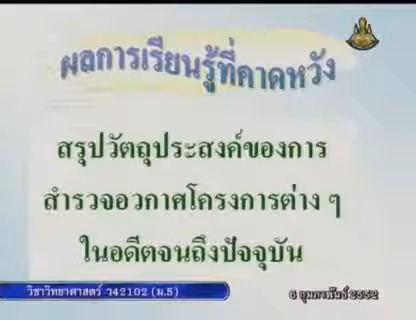 ผลการเรียนรู้ที่คาดหวัง
สรุปวัตถุประสงค์ของการ
สำรวจอวกาศโครงการต่าง ๆ
ในอดีตจนถึงปัจจุบัน
วิชาวิทยาศาสตร์ ว42102 (ม.5)
6 กุมภาพันธ์ 2552